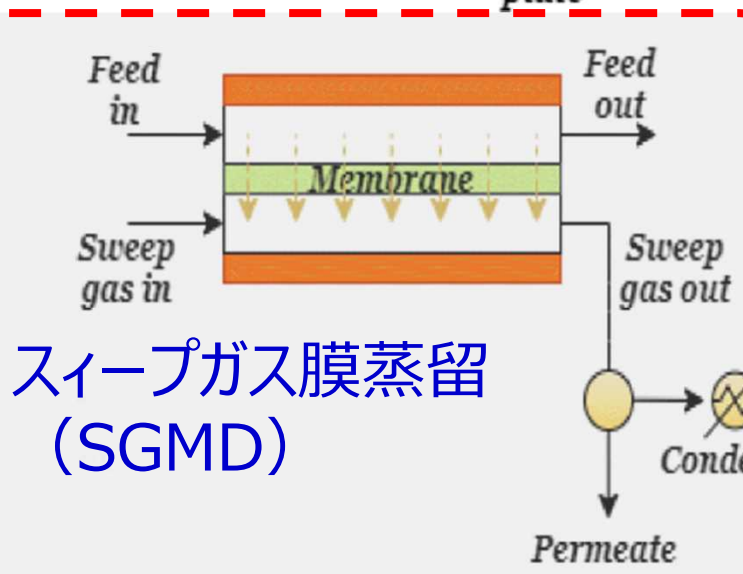 Feed
in
Feed
out
Membrane
Sweep
gas in
Sweep
gas out
スィープガス膜蒸留
（SGMD）
Permeate